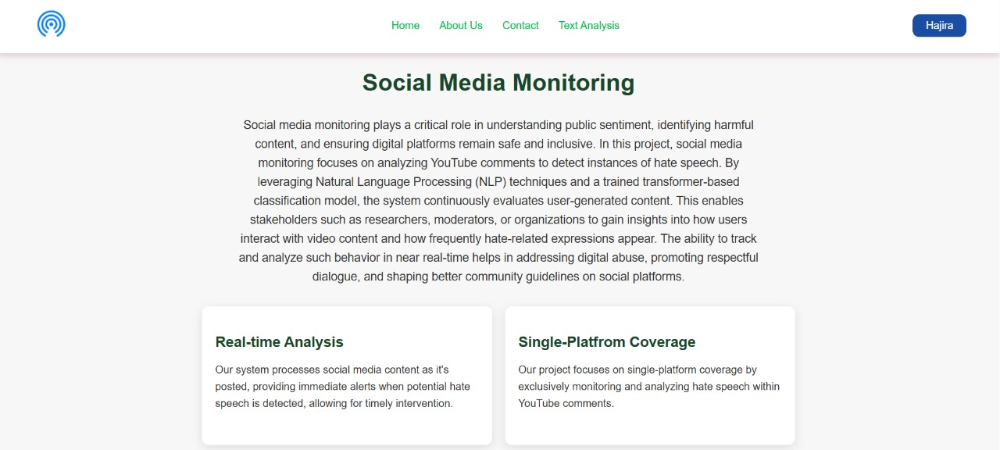 Home About Us Contact Text Analysis Hajira
Social Media Monitoring
Social media monitoring plays a critical role in understanding public sentiment, identifying harmful
content, and ensuring digital platforms remain safe and inclusive. In this project, social media
monitoring focuses on analyzing YouTube comments to detect instances of hate speech. By
leveraging Natural Language Processing (NLP) techniques and a trained transformer-based
classification model, the system continuously evaluates user-generated content. This enables
stakeholders such as researchers, moderators, or organizations to gain insights into how users
interact with video content and how frequently hate-related expressions appear. The ability to track
and analyze such behavior in near real-time helps in addressing digital abuse, promoting respectful
dialogue, and shaping better community guidelines on social platforms.
Real-time Analysis
Our system processes social media content as it's
posted, providing immediate alerts when potential hate
speech is detected, allowing for timely intervention.
Single-Platfrom Coverage
Our project focuses on single-platform coverage by
exclusively monitoring and analyzing hate speech within
YouTube comments.